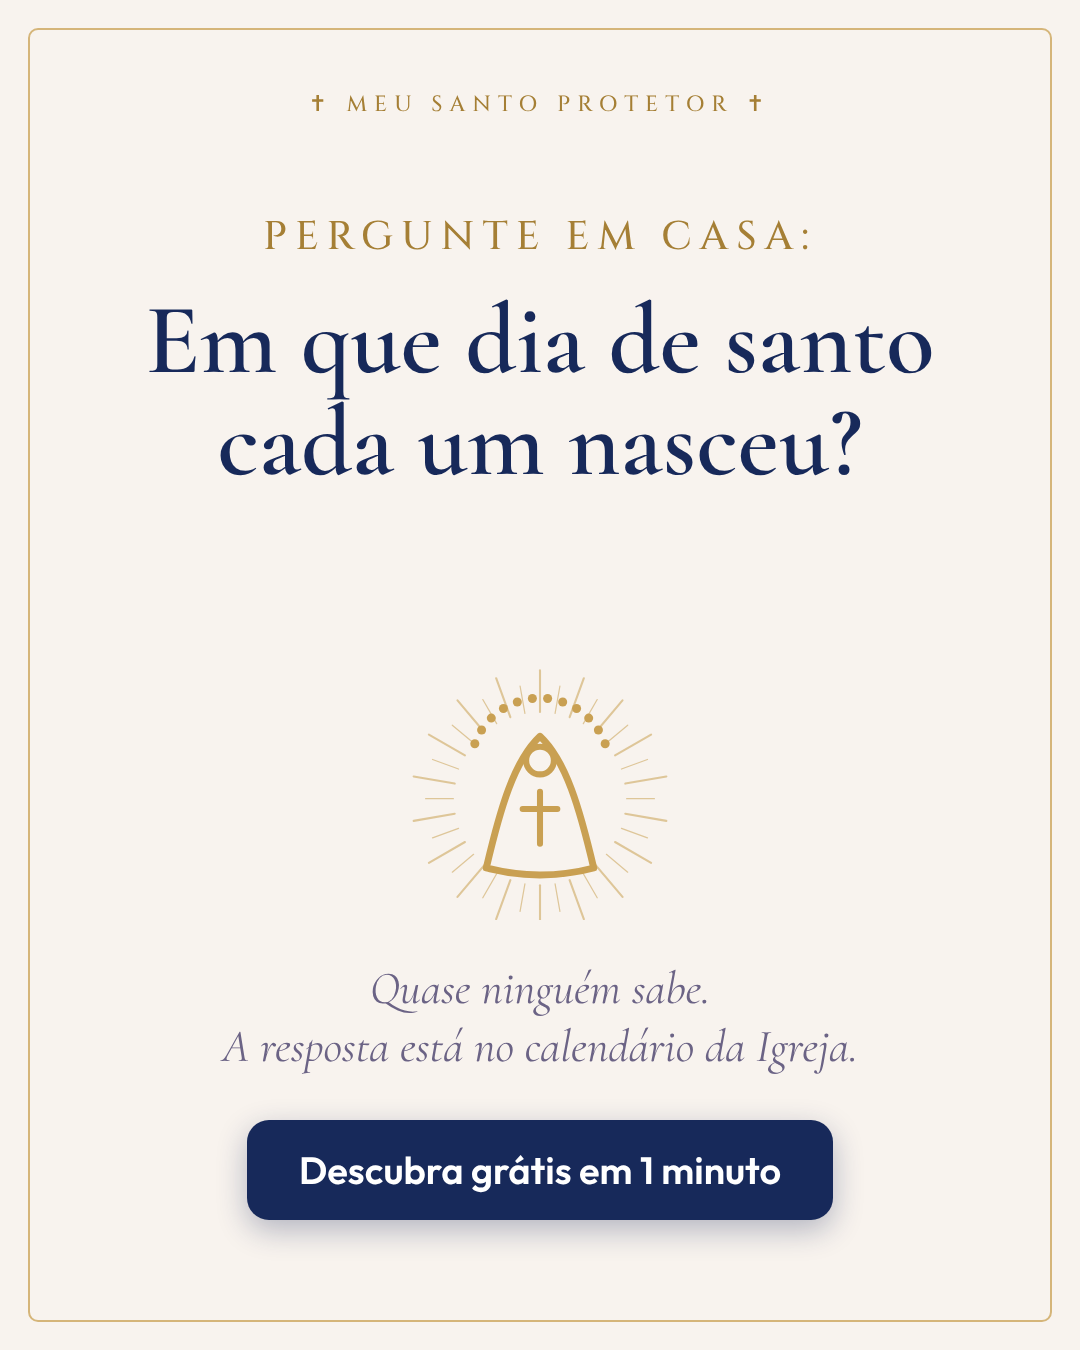 ✝ MEU SANTO PROTETOR ✝
PERGUNTE EM CASA:
Em que dia de santo
cada um nasceu?
Quase ninguém sabe.
A resposta está no calendário da Igreja.
Descubra grátis em 1 minuto